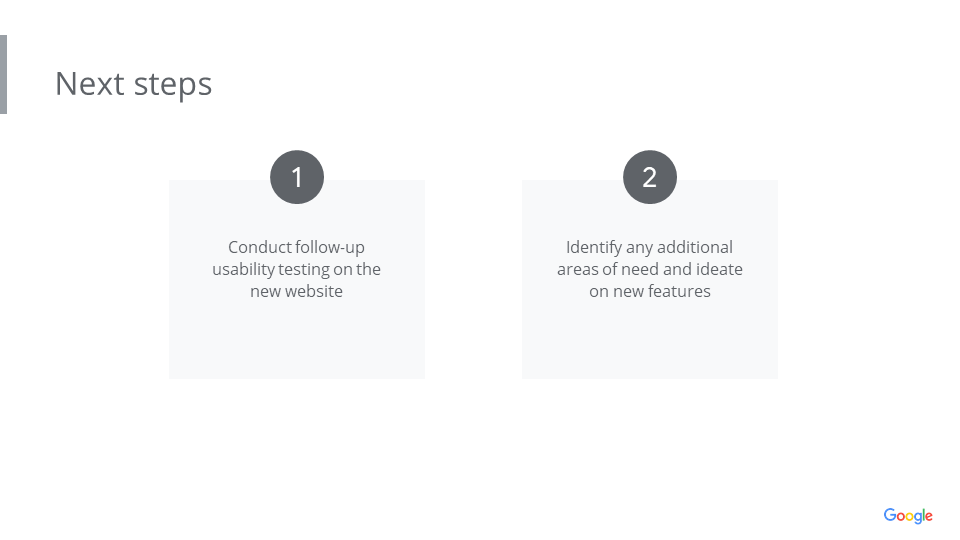 Next steps
1
Conduct follow-up
usability testing on the
new website
2
Identify any additional
areas of need and ideate
on new features
Google